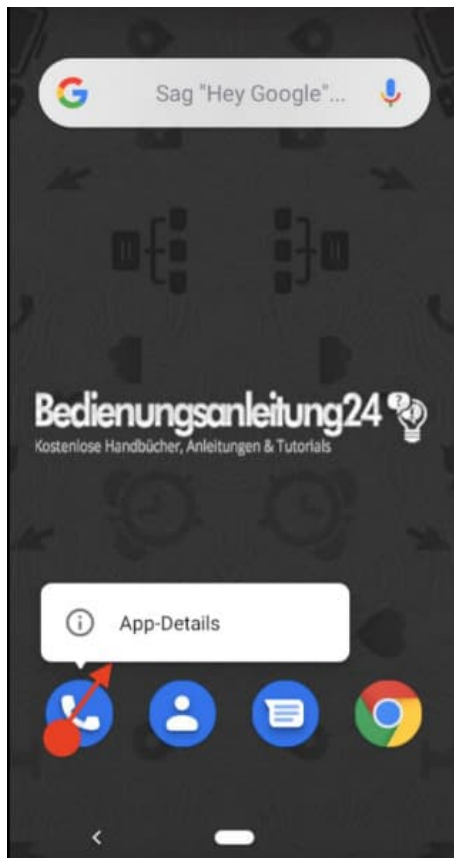 Sag "Hey Google"...
Bedienungsanleitung24
Kostenlose Handbücher, Anleitungen & Tutorials
App-Details